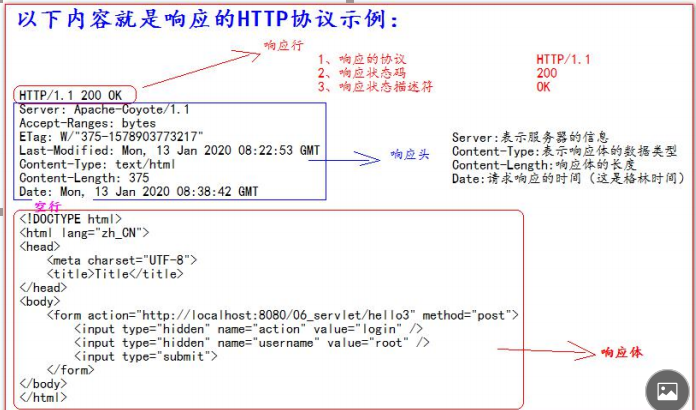 以下内容就是响应的HTTP协议示例：
响应行
1、响应的协议 HTTP/1.1
2、响应状态码 200
3、响应状态描述符 OK
HTTP/1.1 200 OK
Server: Apache-Coyote/1.1
Accept-Ranges: bytes
ETag: W/"375-1578903773217"
Last-Modified: Mon, 13 Jan 2020 08:22:53 GMT
Content-Type: text/html
Content-Length: 375
Date: Mon, 13 Jan 2020 08:38:42 GMT
响应头
Server:表示服务器的信息
Content-Type:表示响应体的数据类型
Content-Length:响应体的长度
Date:请求响应的时间（这是格林时间）
空行
<!DOCTYPE html>
<html lang="zh_CN">
<head>
<meta charset="UTF-8">
<title>Title</title>
</head>
<body>
<form action="http://localhost:8080/06_servlet/hello3" method="post">
<input type="hidden" name="action" value="login" />
<input type="hidden" name="username" value="root" />
<input type="submit">
</form>
</body>
</html>
响应体